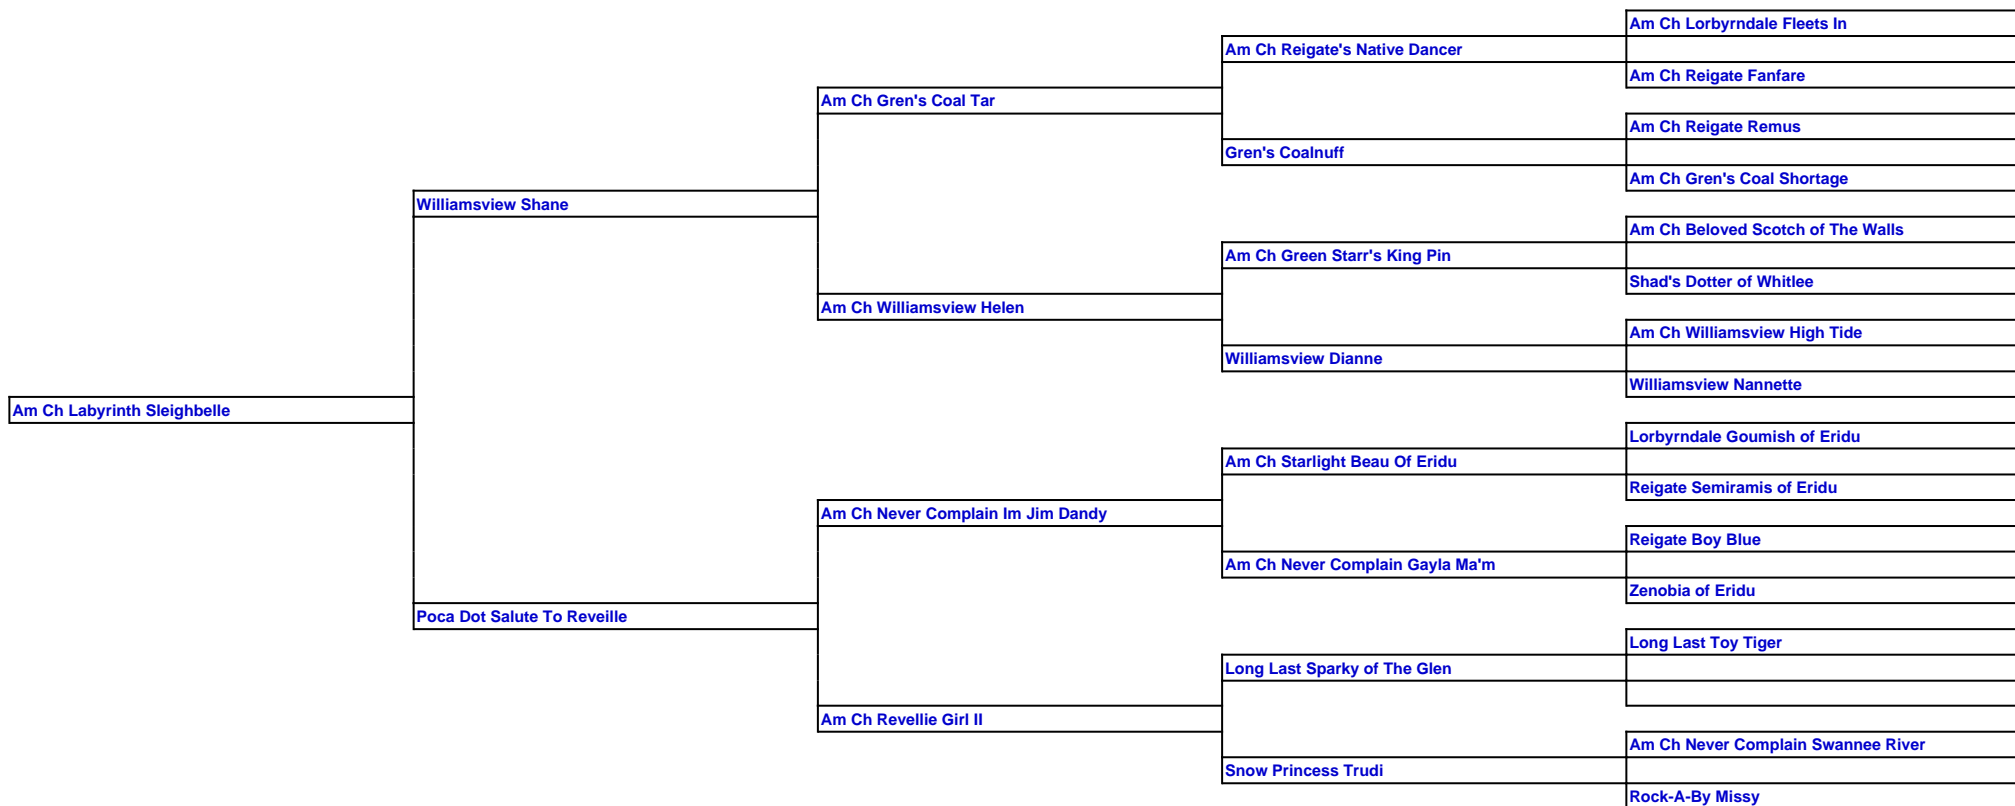 Am Ch Lorbyrndale Fleets In
Am Ch Reigate's Native Dancer
Am Ch Reigate Fanfare
Am Ch Gren's Coal Tar
Am Ch Reigate Remus
Gren's Coalnuff
Am Ch Gren's Coal Shortage
Williamsview Shane
Am Ch Beloved Scotch of The Walls
Am Ch Green Starr's King Pin
Shad's Dotter of Whitlee
Am Ch Williamsview Helen
Am Ch Williamsview High Tide
Williamsview Dianne
Williamsview Nannette
Am Ch Labyrinth Sleighbelle
Lorbyrndale Goumish of Eridu
Am Ch Starlight Beau Of Eridu
Reigate Semiramis of Eridu
Am Ch Never Complain Im Jim Dandy
Reigate Boy Blue
Am Ch Never Complain Gayla Ma'm
Zenobia of Eridu
Poca Dot Salute To Reveille
Long Last Toy Tiger
Long Last Sparky of The Glen
Am Ch Revellie Girl II
Am Ch Never Complain Swannee River
Snow Princess Trudi
Rock-A-By Missy